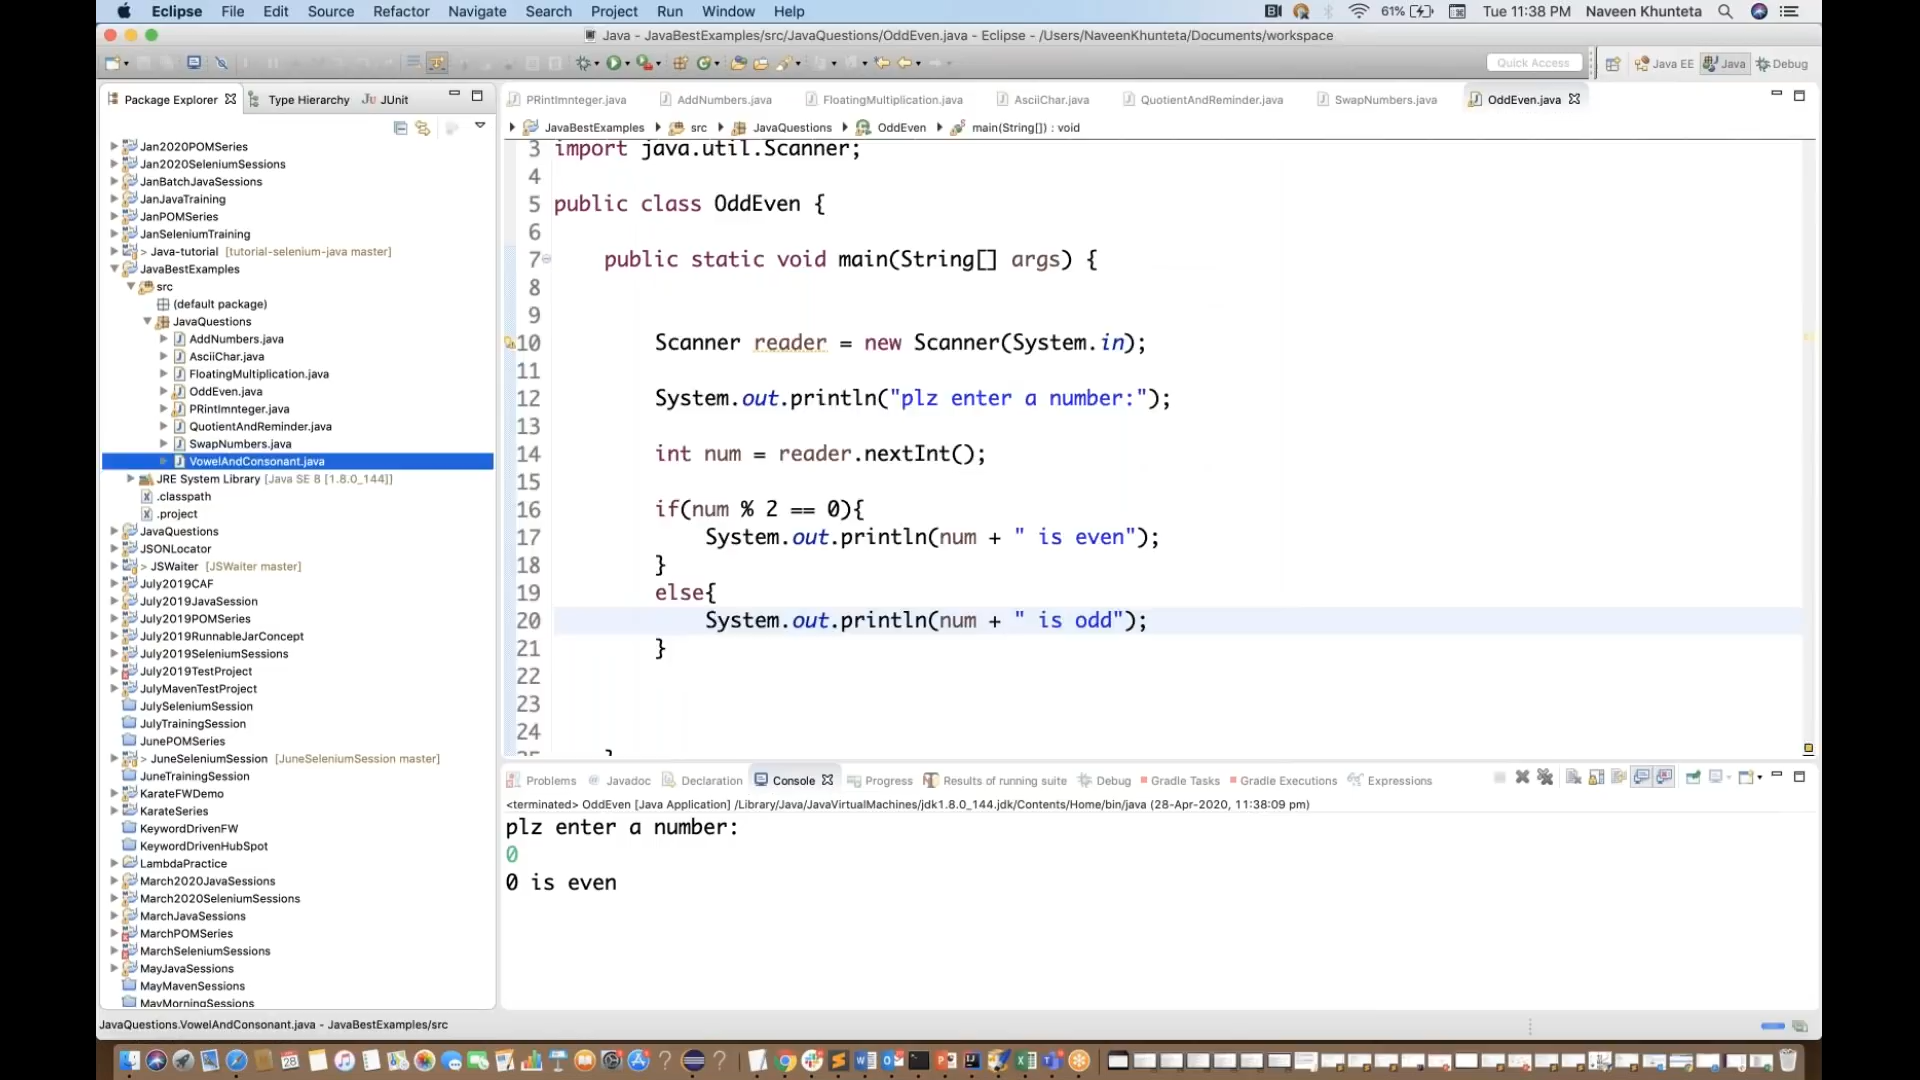 Eclipse File Edit Source Refactor Navigate Search Project Run Window Help 61% Tue 11:38 PM Naveen Khunteta
Java - JavaBestExamples/src/JavaQuestions/OddEven.java - Eclipse - /Users/NaveenKhunteta/Documents/workspace
Quick Access Java EE Java Debug
Package Explorer Type Hierarchy JUnit
PRintImnteger.java AddNumbers.java FloatingMultiplication.java AsciiChar.java QuotientAndReminder.java SwapNumbers.java OddEven.java
JavaBestExamples src JavaQuestions OddEven main(String[]) : void
Jan2020POMSeries
Jan2020SeleniumSessions
JanBatchJavaSessions
JanJavaTraining
JanPOMSeries
JanSeleniumTraining
> Java-tutorial [tutorial-selenium-java master]
JavaBestExamples
src
(default package)
JavaQuestions
AddNumbers.java
AsciiChar.java
FloatingMultiplication.java
OddEven.java
PRintImnteger.java
QuotientAndReminder.java
SwapNumbers.java
VowelAndConsonant.java
JRE System Library [Java SE 8 [1.8.0_144]]
.classpath
.project
JavaQuestions
JSONLocator
> JSWaiter [JSWaiter master]
July2019CAF
July2019JavaSession
July2019POMSeries
July2019RunnableJarConcept
July2019SeleniumSessions
July2019TestProject
JulyMavenTestProject
JulySeleniumSession
JulyTrainingSession
JunePOMSeries
> JuneSeleniumSession [JuneSeleniumSession master]
JuneTrainingSession
KarateFWDemo
KarateSeries
KeywordDrivenFW
KeywordDrivenHubSpot
LambdaPractice
March2020JavaSessions
March2020SeleniumSessions
MarchJavaSessions
MarchPOMSeries
MarchSeleniumSessions
MayJavaSessions
MayMavenSessions
MayMorningSessions
3 import java.util.Scanner;
4
5 public class OddEven {
6
7 public static void main(String[] args) {
8
9
10 Scanner reader = new Scanner(System.in);
11
12 System.out.println("plz enter a number:");
13
14 int num = reader.nextInt();
15
16 if(num % 2 == 0){
17 System.out.println(num + " is even");
18 }
19 else{
20 System.out.println(num + " is odd");
21 }
22
23
24
25 }
Problems Javadoc Declaration Console Progress Results of running suite Debug Gradle Tasks Gradle Executions Expressions
<terminated> OddEven [Java Application] /Library/Java/JavaVirtualMachines/jdk1.8.0_144.jdk/Contents/Home/bin/java (28-Apr-2020, 11:38:09 pm)
plz enter a number:
0
0 is even
JavaQuestions.VowelAndConsonant.java - JavaBestExamples/src